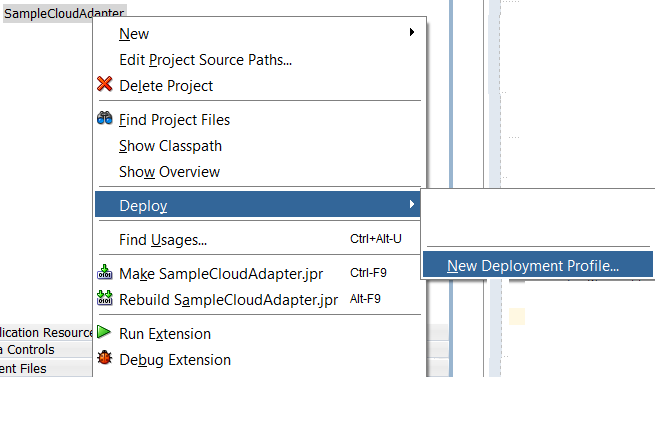 SampleCloudAdapter
New
Edit Project Source Paths...
Delete Project
Find Project Files
Show Classpath
Show Overview
Deploy
New Deployment Profile...
Find Usages... Ctrl+Alt-U
Make SampleCloudAdapter.jpr Ctrl-F9
Rebuild SampleCloudAdapter.jpr Alt-F9
Run Extension
Debug Extension
lication Resource
a Controls
ent Files